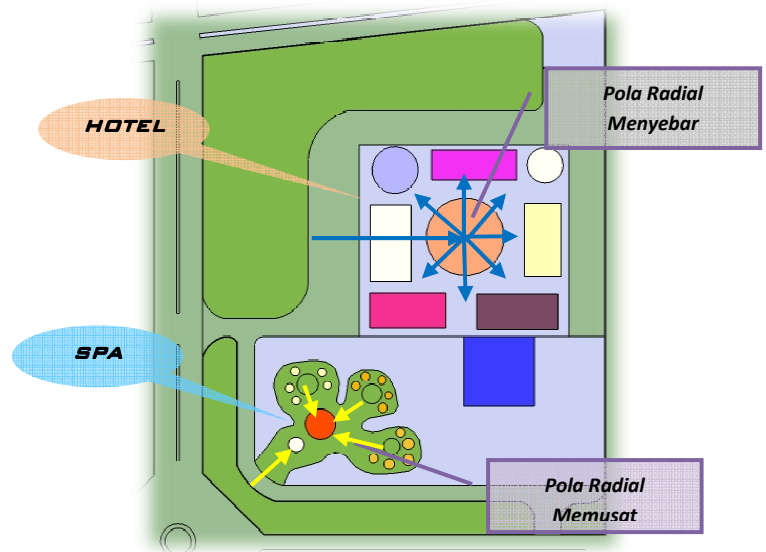 Pola Radial
Menyebar
HOTEL
SPA
Pola Radial
Memusat